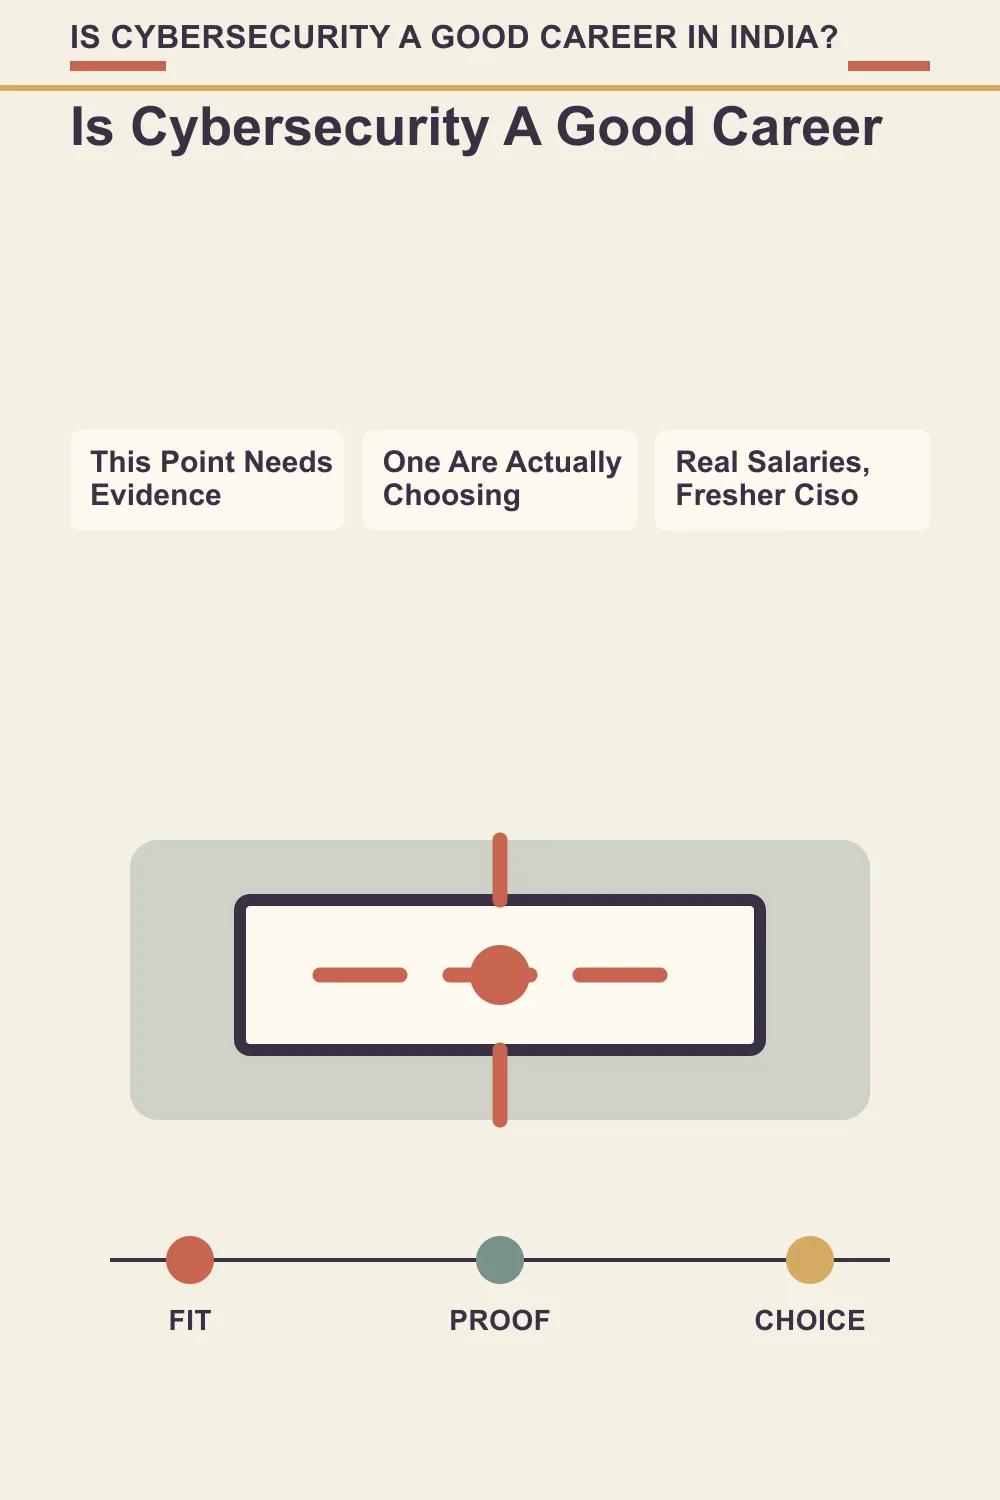 IS CYBERSECURITY A GOOD CAREER IN INDIA?
Is Cybersecurity A Good Career
This Point Needs
Evidence
One Are Actually
Choosing
Real Salaries,
Fresher Ciso
FIT
PROOF
CHOICE